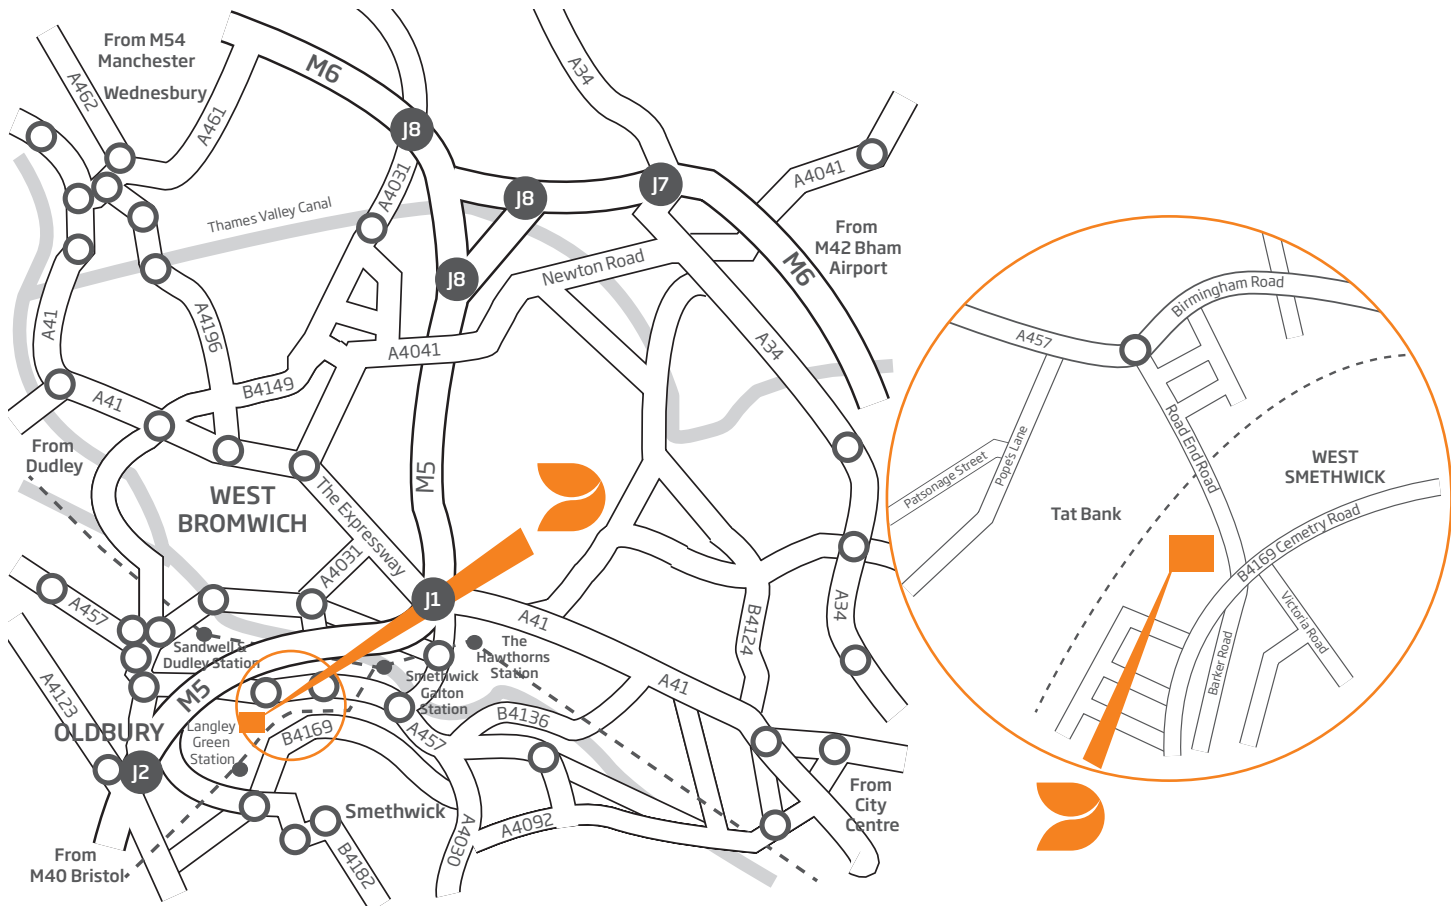 From M54
Manchester
Wednesbury
A462
A461
M6
J8
A4031
A34
J8
J7
A4041
Thames Valley Canal
From
M42 Bham
Airport
J8
Newton Road
M6
A41
A4196
A4041
A34
B4149
A41
From
Dudley
WEST
BROMWICH
The Expressway
M5
A4031
J1
A41
A457
Sandwell &
Dudley Station
The
Hawthorns
Station
B4124
A34
A4123
M5
Smethwick
Galton
Station
A41
OLDBURY
Langley
Green
Station
B4169
A457
B4136
J2
Smethwick
From
City
Centre
A4092
A4030
From
M40 Bristol
B4182
Birmingham Road
A457
Road End Road
Patsonage Street
Pope's Lane
WEST
SMETHWICK
Tat Bank
B4169 Cemetry Road
Victoria Road
Barker Road